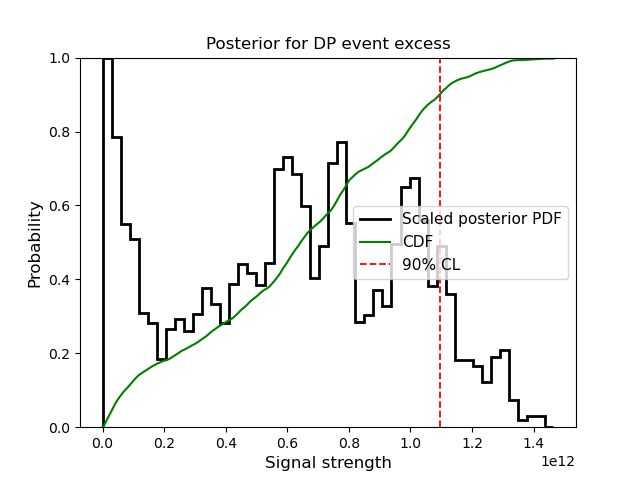 Posterior for DP event excess
1.0
0.8
0.6
0.4
0.2
0.0
Probability
Scaled posterior PDF
CDF
90% CL
0.0 0.2 0.4 0.6 0.8 1.0 1.2 1.4
1e12
Signal strength